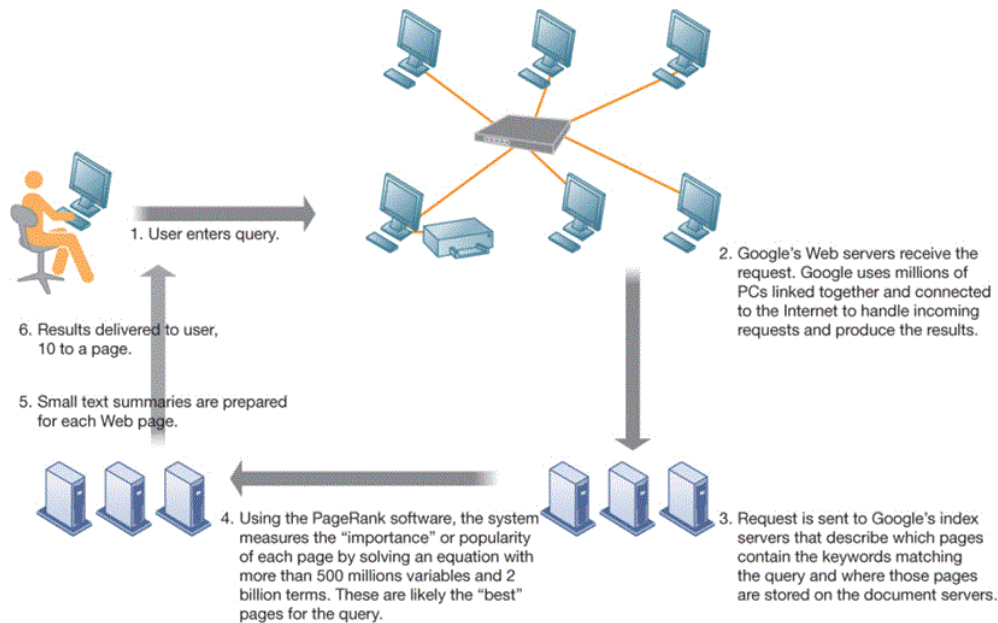 1. User enters query.
2. Google's Web servers receive the
request. Google uses millions of
PCs linked together and connected
to the Internet to handle incoming
requests and produce the results.
3. Request is sent to Google's index
servers that describe which pages
contain the keywords matching
the query and where those pages
are stored on the document servers.
4. Using the PageRank software, the system
measures the "importance" or popularity
of each page by solving an equation with
more than 500 millions variables and 2
billion terms. These are likely the "best"
pages for the query.
5. Small text summaries are prepared
for each Web page.
6. Results delivered to user,
10 to a page.